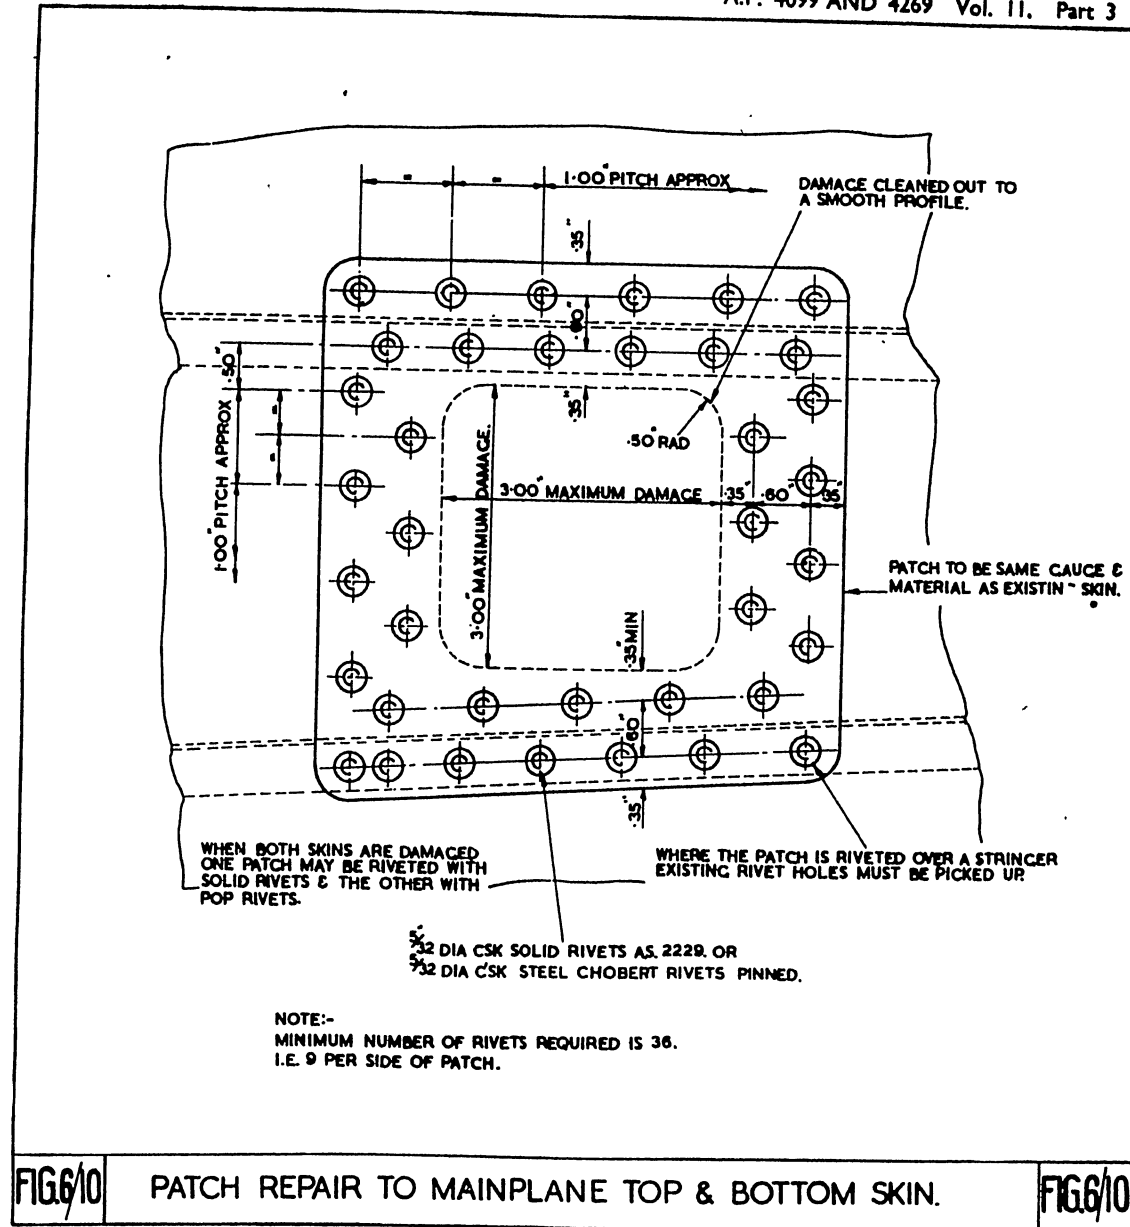 A.P. 4099 AND 4269 Vol. II. Part 3
1·00" PITCH APPROX
DAMAGE CLEANED OUT TO
A SMOOTH PROFILE.
·35"
·60"
·50"
·35"
·50" RAD
1·00" PITCH APPROX
3·00" MAXIMUM DAMAGE.
3·00" MAXIMUM DAMAGE
·35"
·60"
·35"
PATCH TO BE SAME GAUGE &
MATERIAL AS EXISTIN SKIN.
·35 MIN
·60"
·35"
WHEN BOTH SKINS ARE DAMAGED
ONE PATCH MAY BE RIVETED WITH
SOLID RIVETS & THE OTHER WITH
POP RIVETS.
WHERE THE PATCH IS RIVETED OVER A STRINGER
EXISTING RIVET HOLES MUST BE PICKED UP.
5/32" DIA CSK SOLID RIVETS A.S. 2229. OR
5/32" DIA C'SK STEEL CHOBERT RIVETS PINNED.
NOTE:-
MINIMUM NUMBER OF RIVETS REQUIRED IS 36.
I.E. 9 PER SIDE OF PATCH.
FIG.6/10
PATCH REPAIR TO MAINPLANE TOP & BOTTOM SKIN.
FIG.6/10